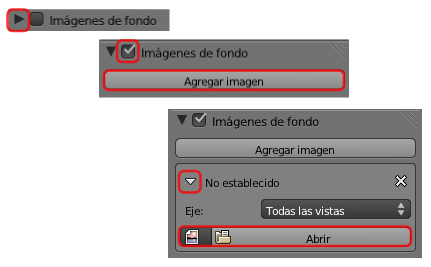 Imágenes de fondo
Imágenes de fondo
Agregar imagen
Imágenes de fondo
Agregar imagen
No establecido
Eje: Todas las vistas
Abrir